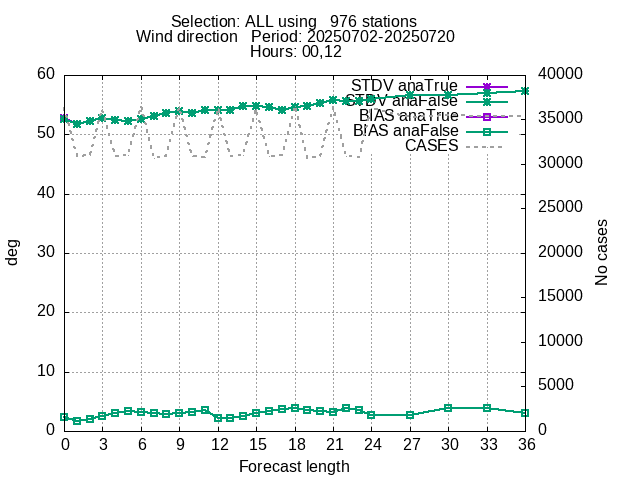 Selection: ALL using   976 stations
Wind direction   Period: 20250702-20250720
Hours: 00,12
60
50
40
30
20
10
0
deg
STDV anaTrue
STDV anaFalse
BIAS anaTrue
BIAS anaFalse
CASES
40000
35000
30000
25000
20000
15000
10000
5000
0
No cases
0 3 6 9 12 15 18 21 24 27 30 33 36
Forecast length